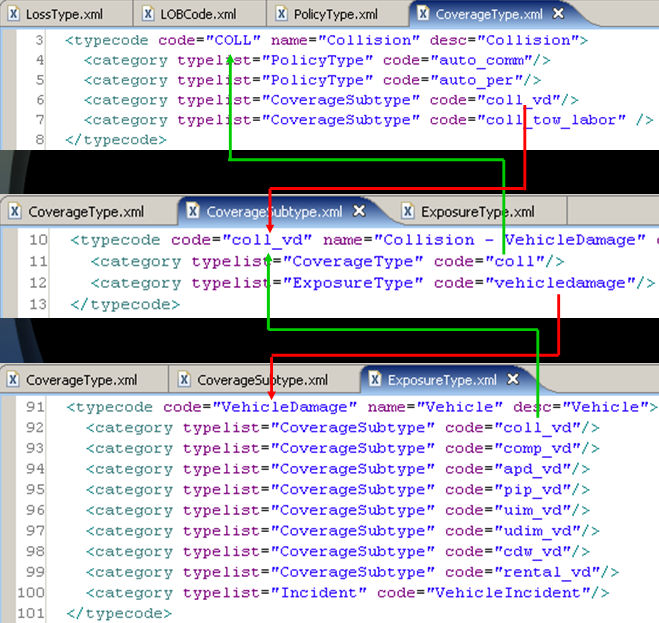 LossType.xml LOBCode.xml PolicyType.xml CoverageType.xml
3 <typecode code="COLL" name="Collision" desc="Collision">
4 <category typelist="PolicyType" code="auto_comm"/>
5 <category typelist="PolicyType" code="auto_per"/>
6 <category typelist="CoverageSubtype" code="coll_vd"/>
7 <category typelist="CoverageSubtype" code="coll_tow_labor" />
8 </typecode>
CoverageType.xml CoverageSubtype.xml ExposureType.xml
10 <typecode code="coll_vd" name="Collision - VehicleDamage"
11 <category typelist="CoverageType" code="coll"/>
12 <category typelist="ExposureType" code="vehicledamage"/>
13 </typecode>
CoverageType.xml CoverageSubtype.xml ExposureType.xml
91 <typecode code="VehicleDamage" name="Vehicle" desc="Vehicle">
92 <category typelist="CoverageSubtype" code="coll_vd"/>
93 <category typelist="CoverageSubtype" code="comp_vd"/>
94 <category typelist="CoverageSubtype" code="apd_vd"/>
95 <category typelist="CoverageSubtype" code="pip_vd"/>
96 <category typelist="CoverageSubtype" code="uim_vd"/>
97 <category typelist="CoverageSubtype" code="udim_vd"/>
98 <category typelist="CoverageSubtype" code="cdw_vd"/>
99 <category typelist="CoverageSubtype" code="rental_vd"/>
100 <category typelist="Incident" code="VehicleIncident"/>
101 </typecode>